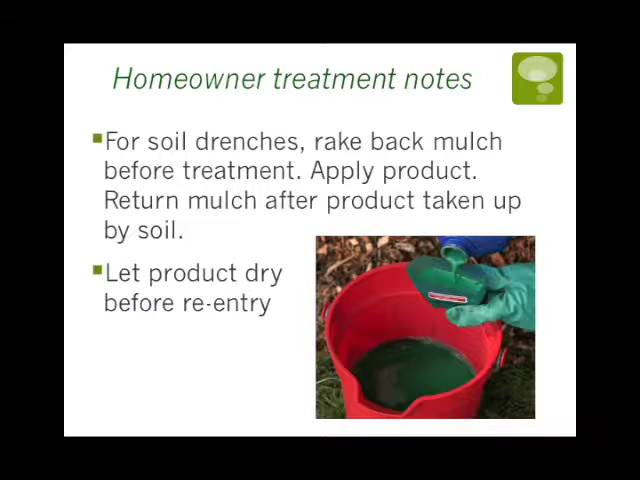 Homeowner treatment notes
For soil drenches, rake back mulch
before treatment. Apply product.
Return mulch after product taken up
by soil.
Let product dry
before re-entry